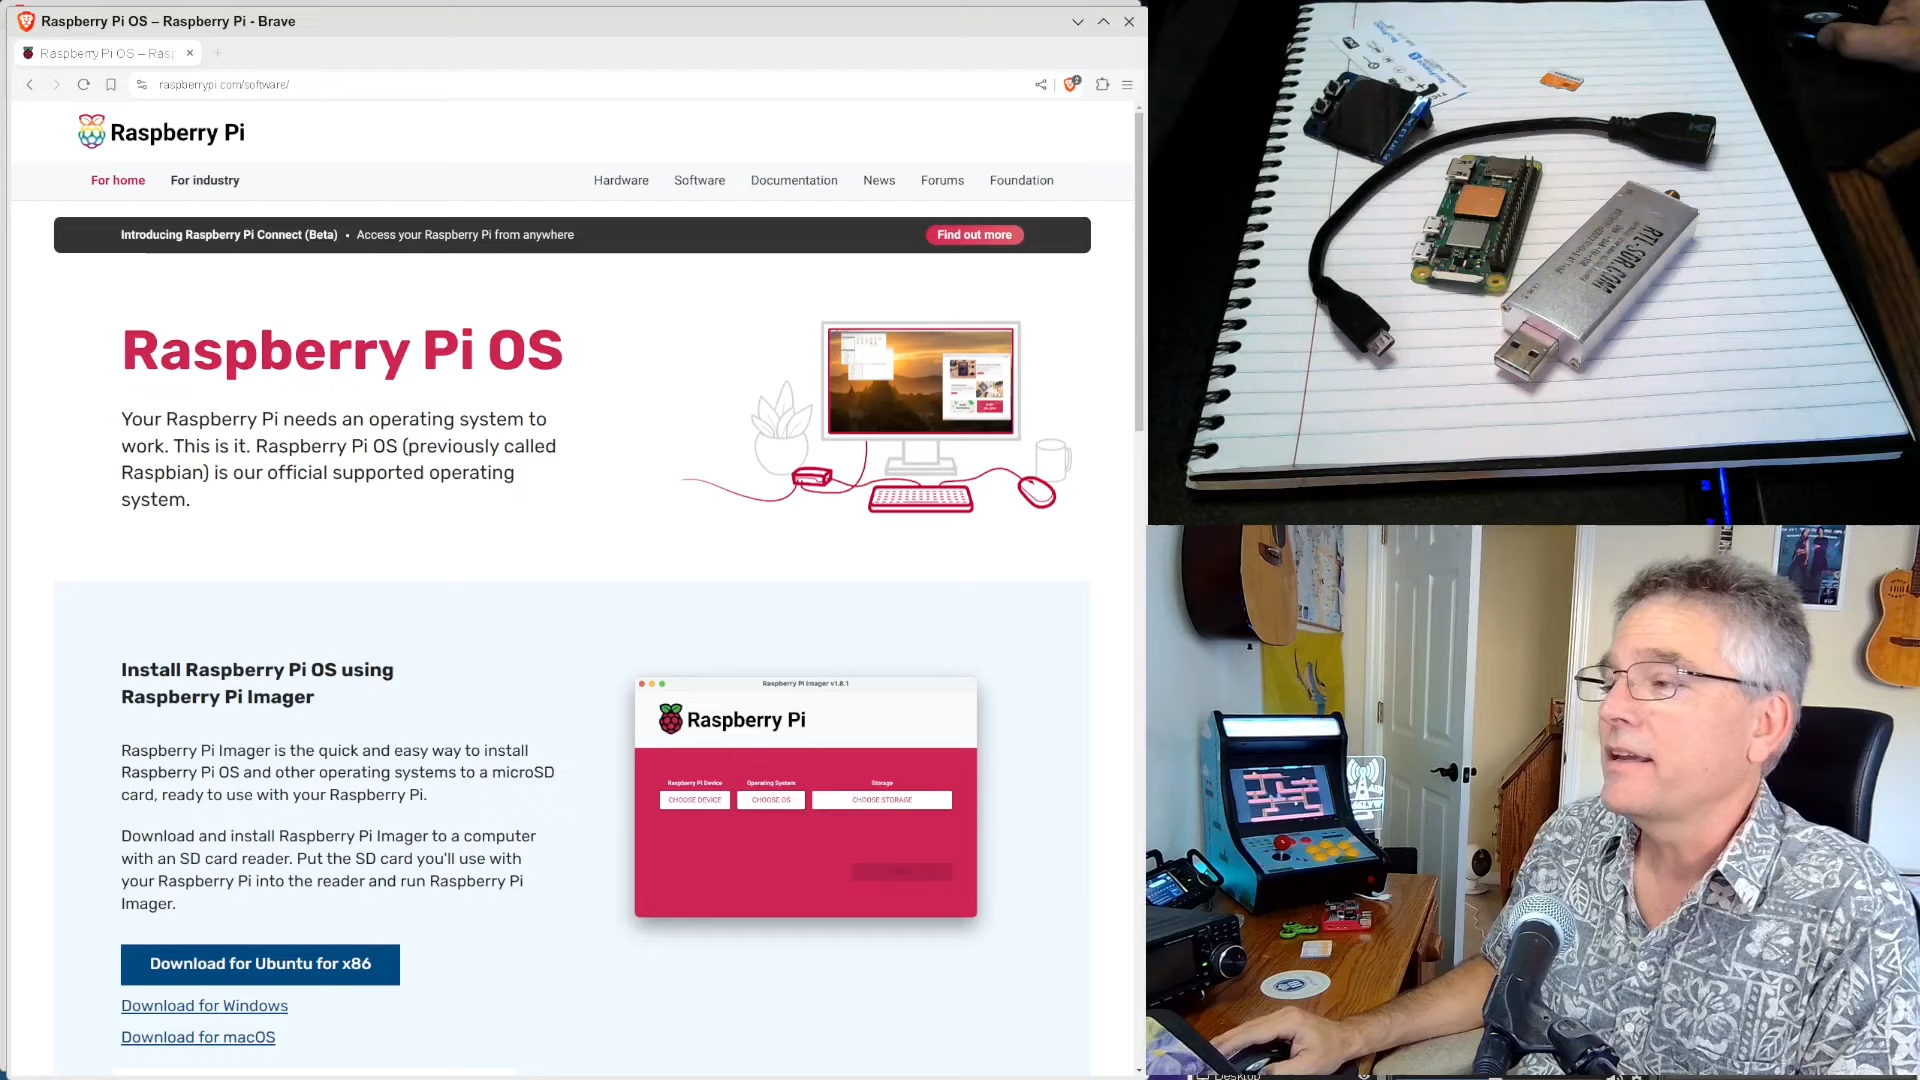 Raspberry Pi OS – Raspberry Pi - Brave
Raspberry Pi OS – Rasp
raspberrypi.com/software/
2
Raspberry Pi
For home
For industry
Hardware
Software
Documentation
News
Forums
Foundation
Introducing Raspberry Pi Connect (Beta) • Access your Raspberry Pi from anywhere
Find out more
Raspberry Pi OS
Your Raspberry Pi needs an operating system to
work. This is it. Raspberry Pi OS (previously called
Raspbian) is our official supported operating
system.
Install Raspberry Pi OS using
Raspberry Pi Imager
Raspberry Pi Imager is the quick and easy way to install
Raspberry Pi OS and other operating systems to a microSD
card, ready to use with your Raspberry Pi.
Download and install Raspberry Pi Imager to a computer
with an SD card reader. Put the SD card you'll use with
your Raspberry Pi into the reader and run Raspberry Pi
Imager.
Download for Ubuntu for x86
Download for Windows
Download for macOS
Raspberry Pi Imager v1.8.1
Raspberry Pi
Raspberry Pi Device
Operating System
Storage
CHOOSE DEVICE
CHOOSE OS
CHOOSE STORAGE
RTL-SDR.COM
Desktop